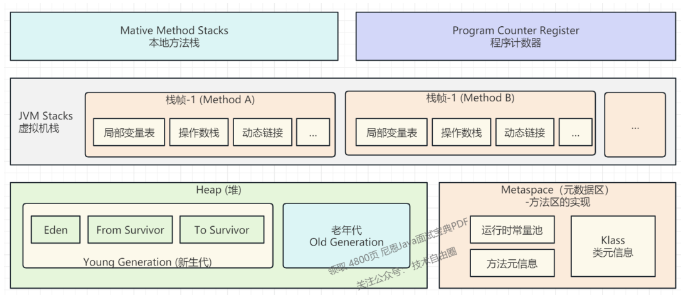 Mative Method Stacks
本地方法栈
Program Counter Register
程序计数器
JVM Stacks
虚拟机栈
栈帧-1 (Method A)
局部变量表
操作数栈
动态链接
...
栈帧-1 (Method B)
局部变量表
操作数栈
动态链接
...
...
Heap (堆)
Eden
From Survivor
To Survivor
Young Generation (新生代)
老年代
Old Generation
Metaspace（元数据区）
-方法区的实现
运行时常量池
方法元信息
Klass
类元信息
领取 4800页 尼恩Java面试宝典PDF
关注公众号：技术自由圈